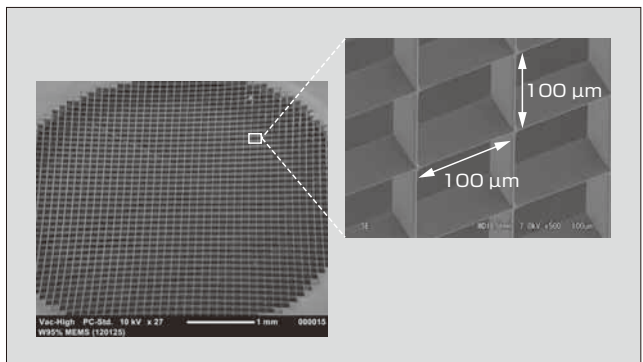 100 µm
100 µm
SE 7.0kV x500 100µm
Vac-High PC-Std. 10 kV x 27 1 mm 000015
W95% MEMS (120125)